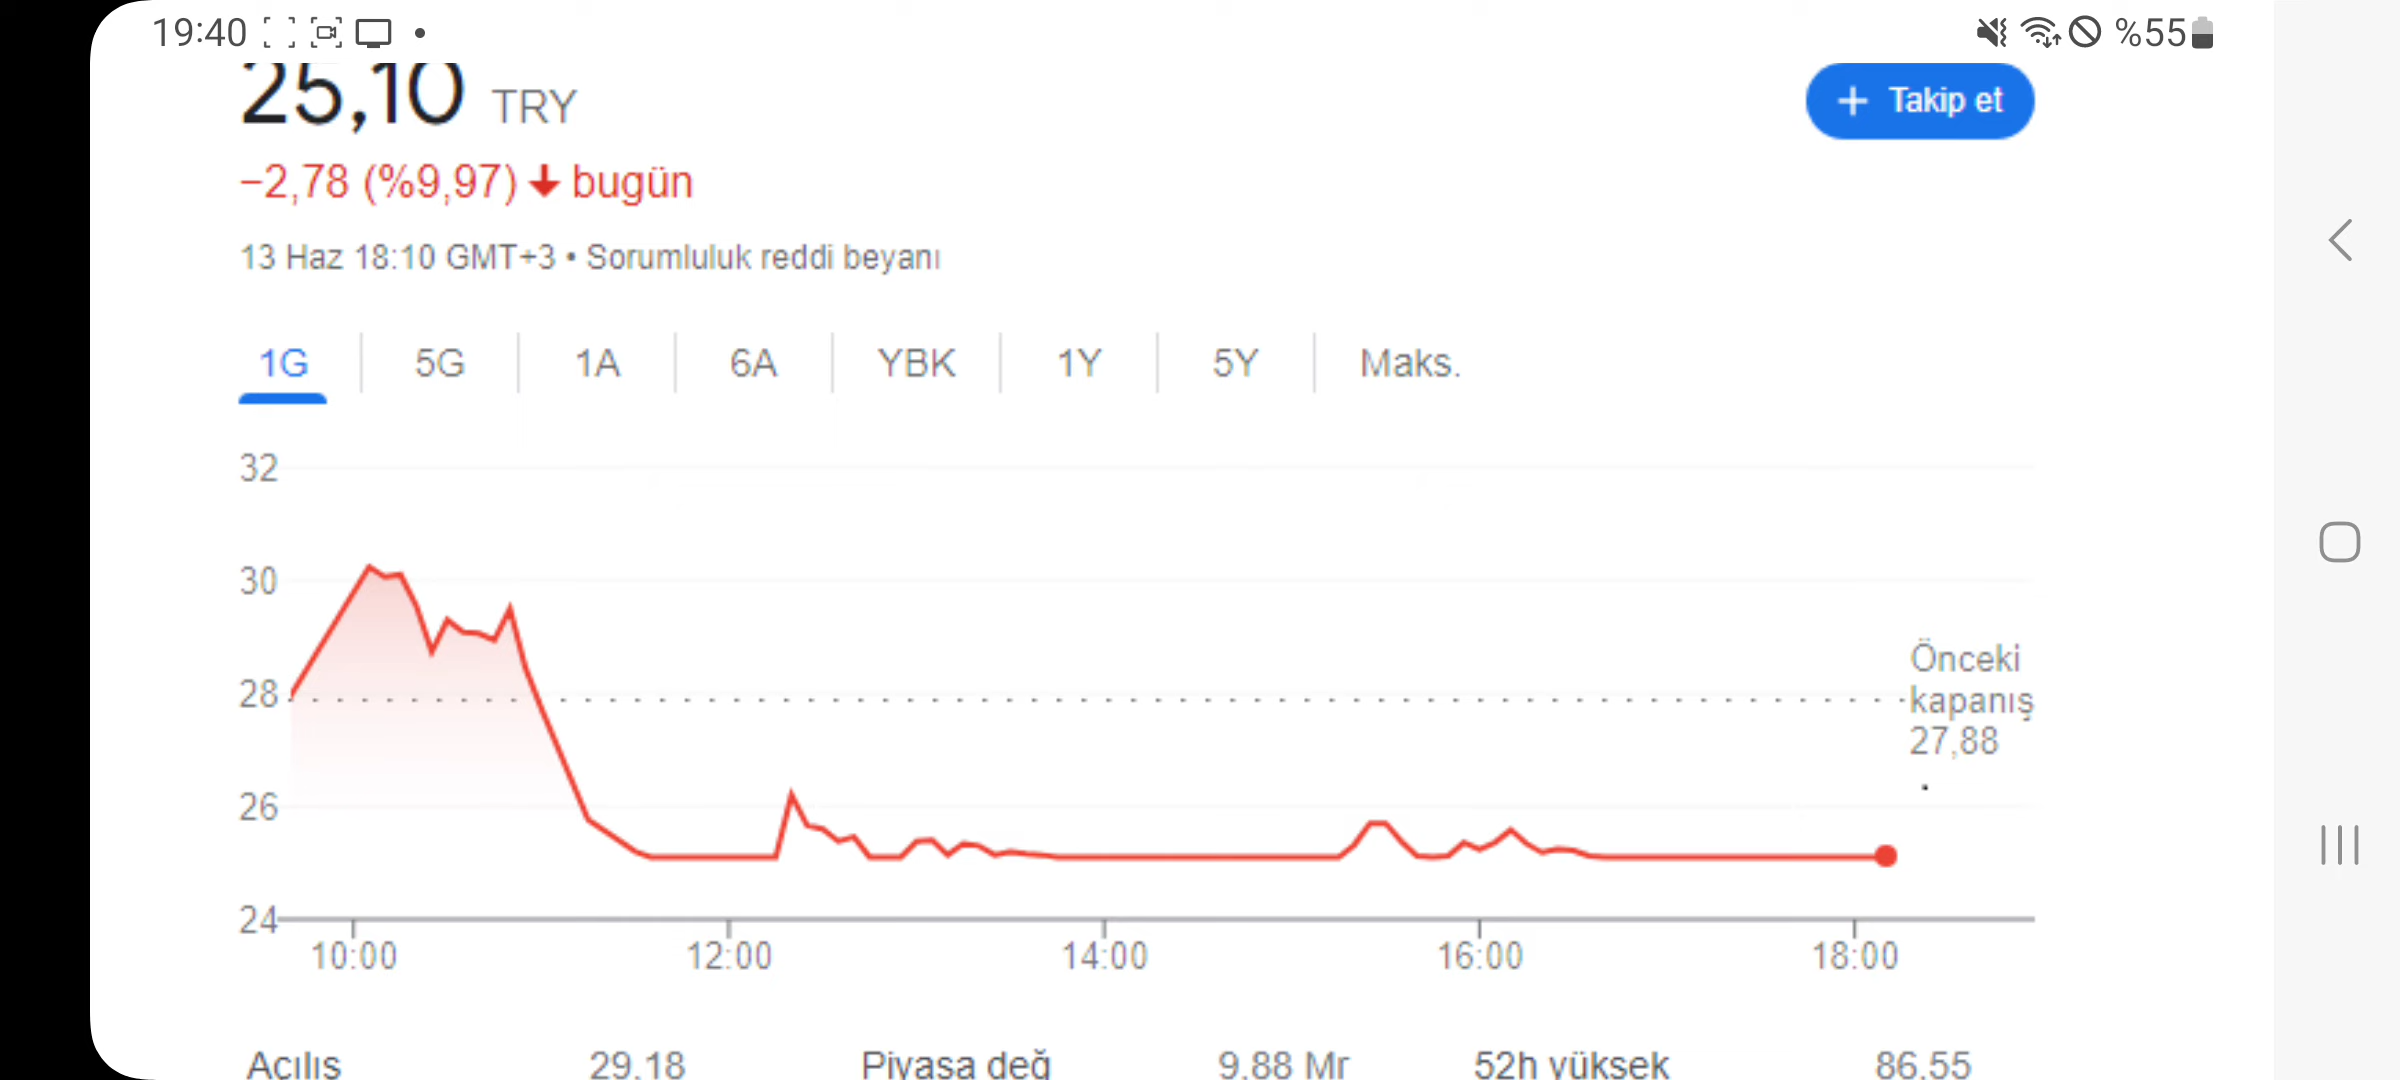 19:40 %55
25,10 TRY
+ Takip et
−2,78 (%9,97) ↓ bugün
13 Haz 18:10 GMT+3 • Sorumluluk reddi beyanı
1G 5G 1A 6A YBK 1Y 5Y Maks.
32
30
28
26
24
Önceki
kapanış
27,88
10:00 12:00 14:00 16:00 18:00
Açılış 29,18 Piyasa değ 9,88 Mr 52h yüksek 86,55